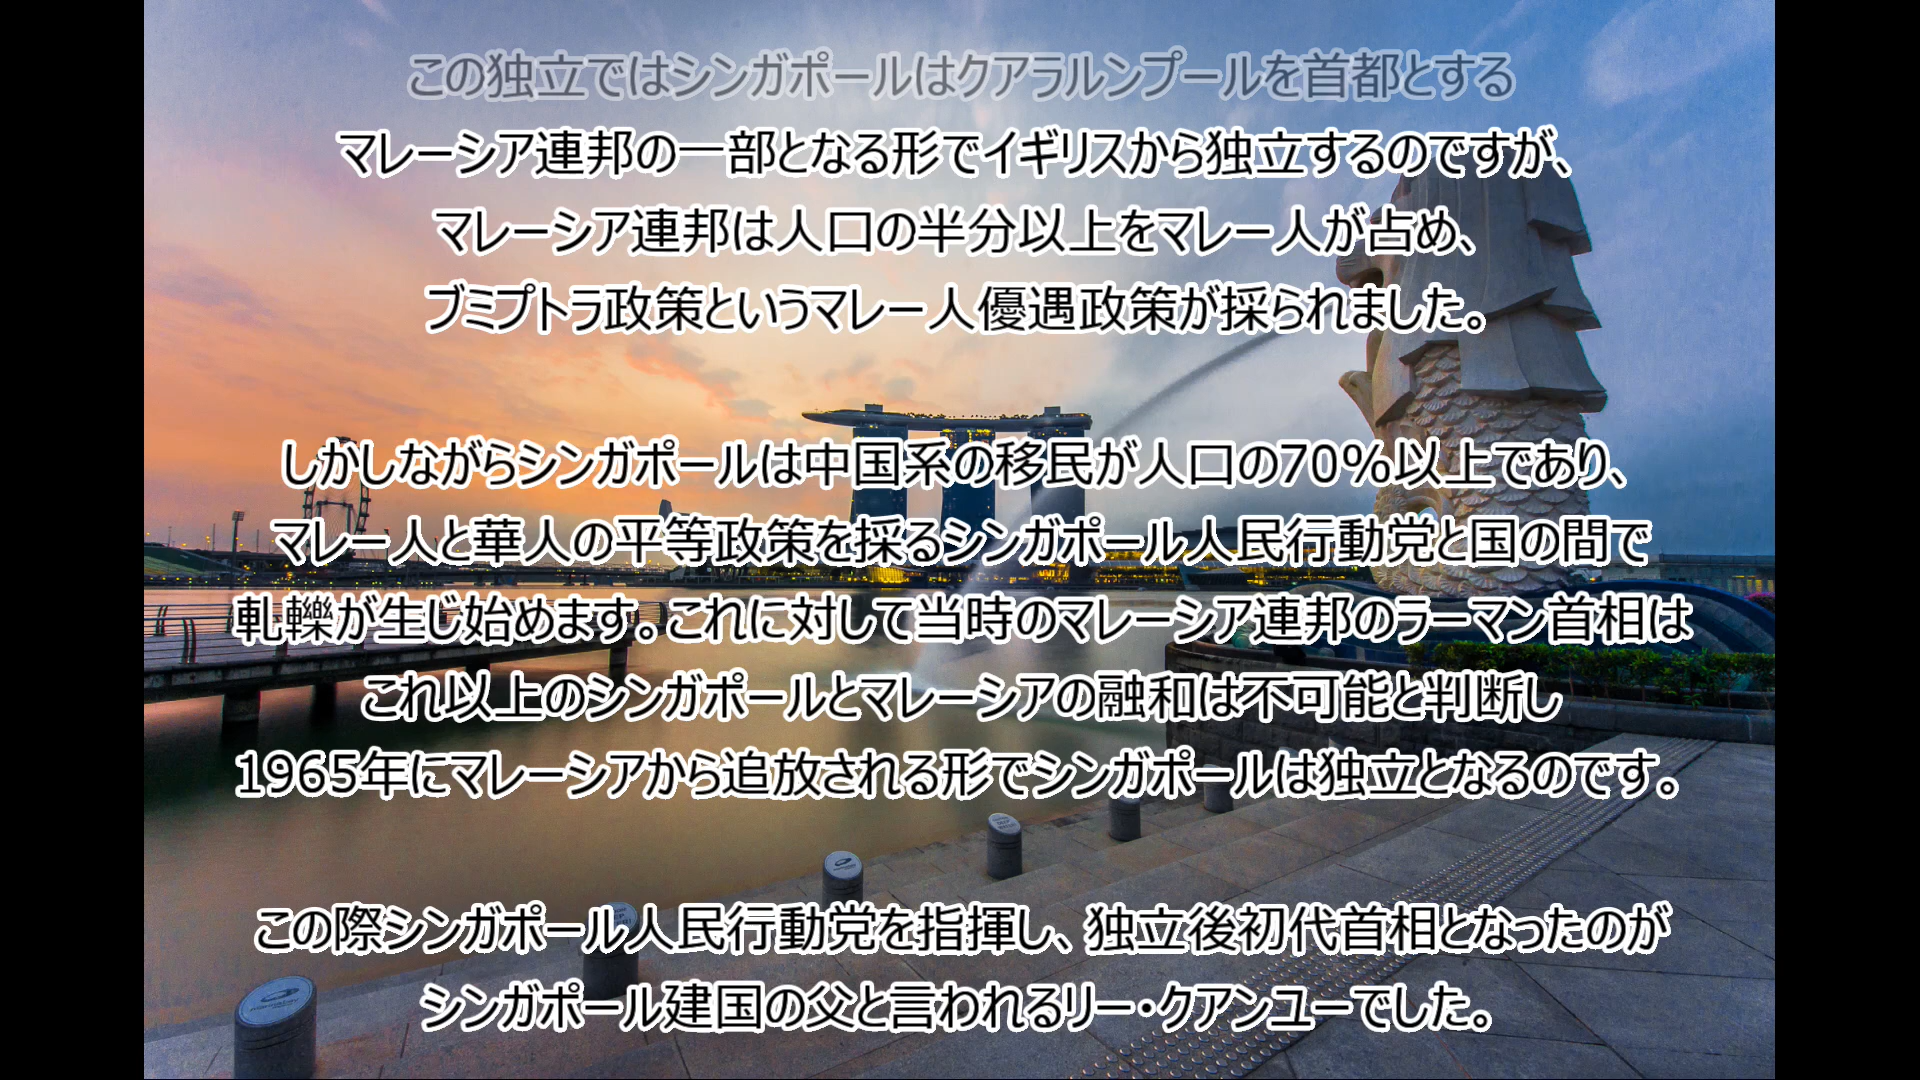 この独立ではシンガポールはクアラルンプールを首都とする
マレーシア連邦の一部となる形でイギリスから独立するのですが、
マレーシア連邦は人口の半分以上をマレー人が占め、
ブミプトラ政策というマレー人優遇政策が採られました。
しかしながらシンガポールは中国系の移民が人口の70%以上であり、
マレー人と華人の平等政策を採るシンガポール人民行動党と国の間で
軋轢が生じ始めます。これに対して当時のマレーシア連邦のラーマン首相は
これ以上のシンガポールとマレーシアの融和は不可能と判断し
1965年にマレーシアから追放される形でシンガポールは独立となるのです。
この際シンガポール人民行動党を指揮し、独立後初代首相となったのが
シンガポール建国の父と言われるリー・クアンユーでした。